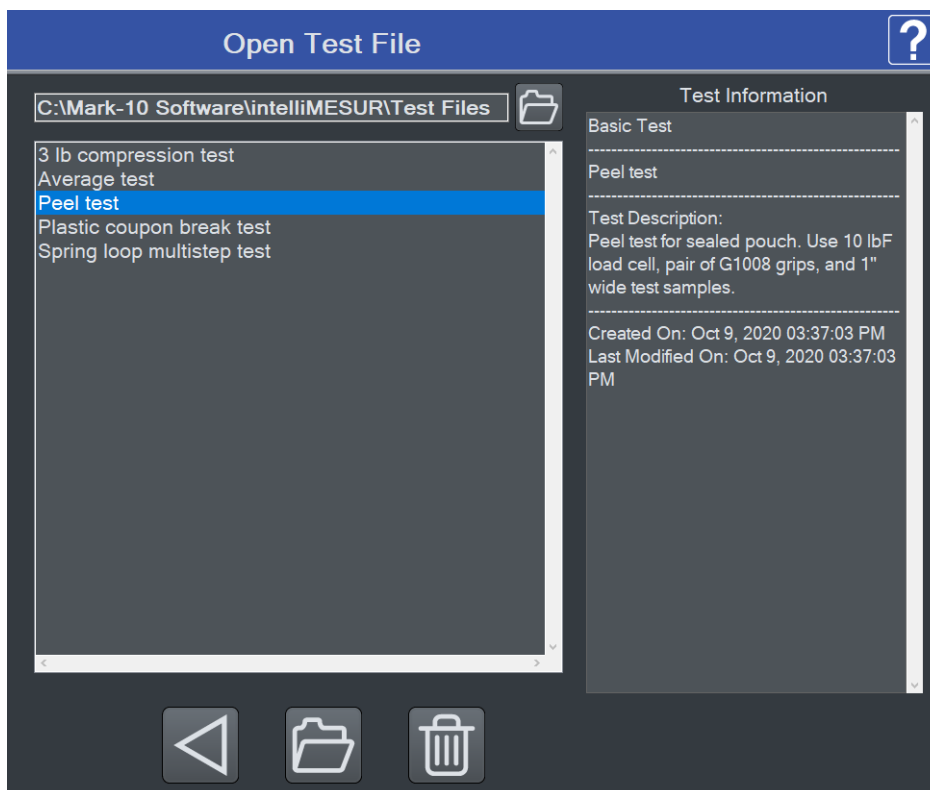 Open Test File
?
C:\Mark-10 Software\intelliMESUR\Test Files
3 lb compression test
Average test
Peel test
Plastic coupon break test
Spring loop multistep test
Test Information
Basic Test
------------------------------------------------------
Peel test
------------------------------------------------------
Test Description:
Peel test for sealed pouch. Use 10 lbF
load cell, pair of G1008 grips, and 1"
wide test samples.
------------------------------------------------------
Created On: Oct 9, 2020 03:37:03 PM
Last Modified On: Oct 9, 2020 03:37:03
PM